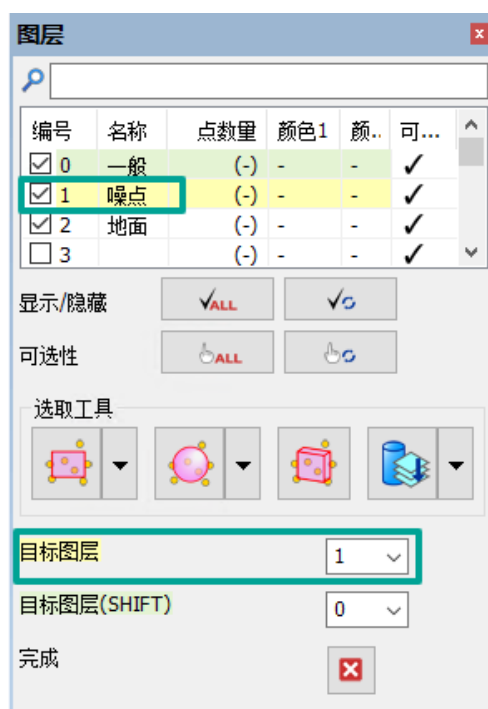 图层
编号 名称 点数量 颜色1 颜.. 可...
0 一般 (-) - -
1 噪点 (-) - -
2 地面 (-) - -
3 (-) - -
显示/隐藏 ALL
可选性 ALL
选取工具
目标图层 1
目标图层(SHIFT) 0
完成